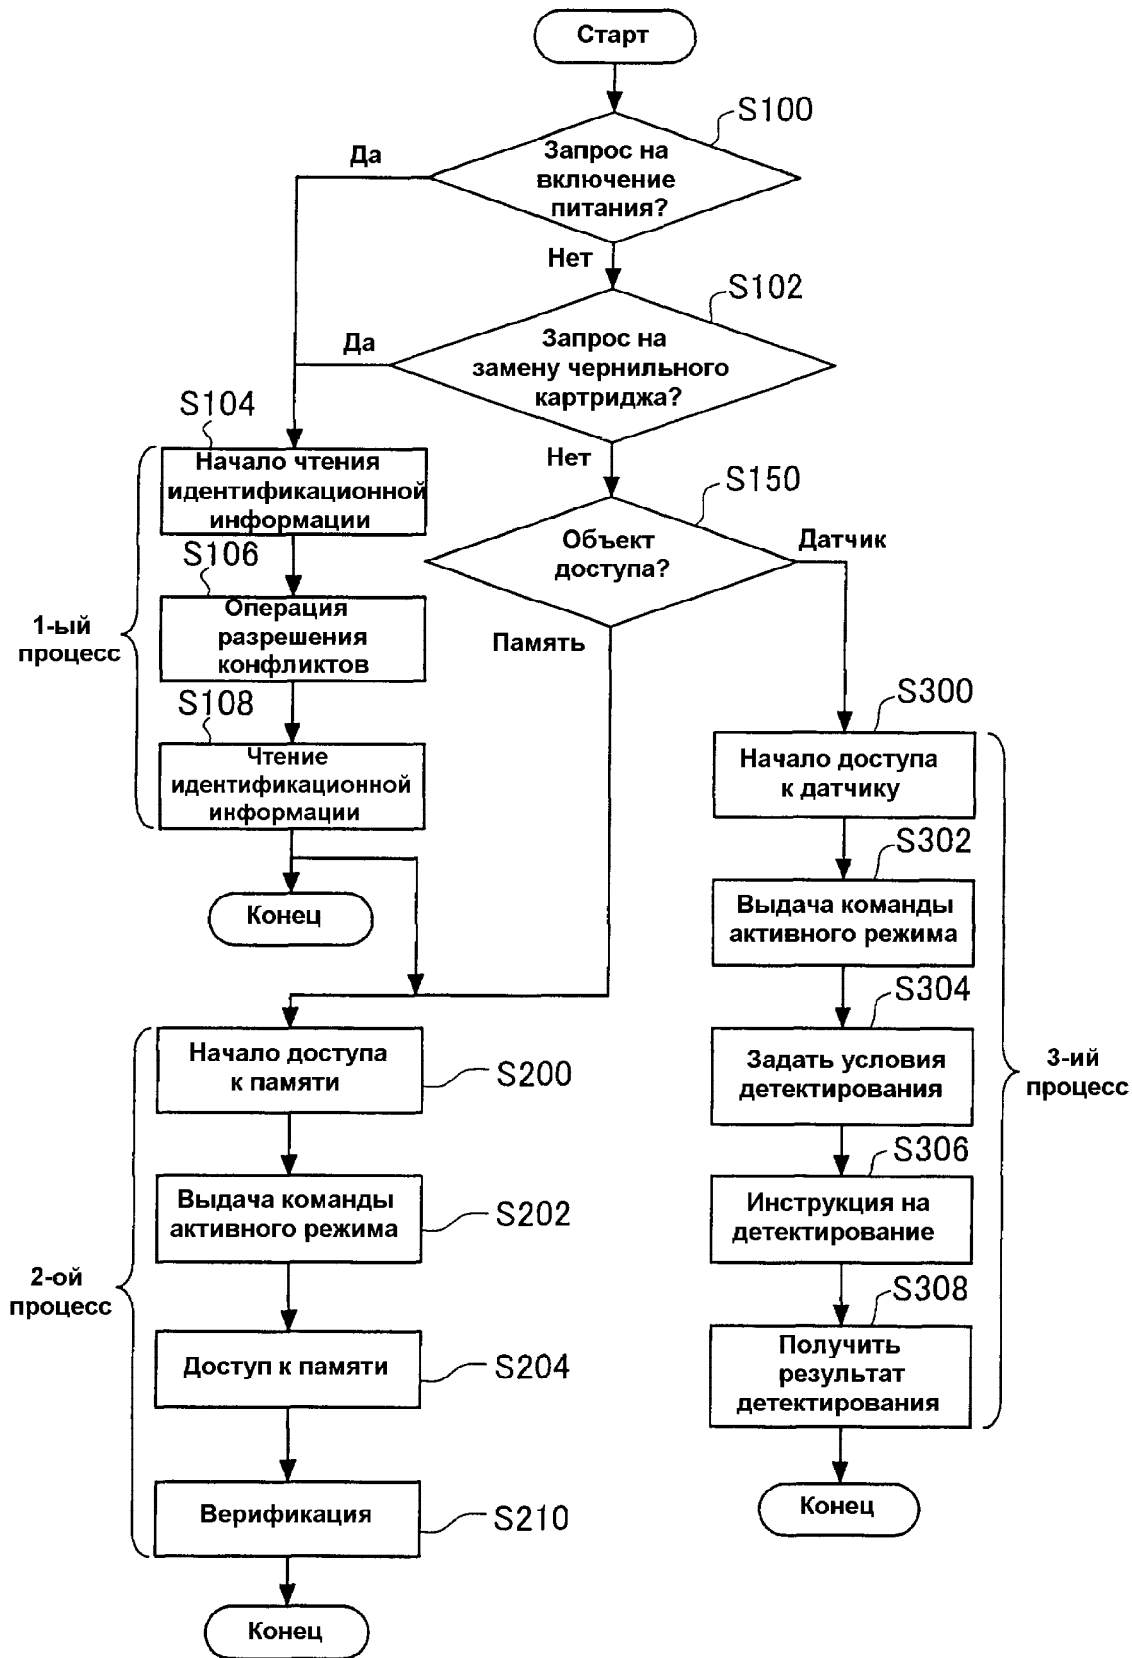 Старт
S100
Да
Запрос на
включение
питания?
Нет
S102
Да
Запрос на
замену чернильного
картриджа?
S104
Нет
S150
Начало чтения
идентификационной
информации
Объект
доступа?
Датчик
S106
1-ый
процесс
Операция
разрешения
конфликтов
Память
S108
S300
Чтение
идентификационной
информации
Начало доступа
к датчику
S302
Конец
Выдача команды
активного режима
S304
Начало доступа
к памяти
S200
Задать условия
детектирования
3-ий
процесс
S306
Выдача команды
активного режима
S202
Инструкция на
детектирование
2-ой
процесс
S308
Доступ к памяти
S204
Получить
результат
детектирования
Верификация
S210
Конец
Конец